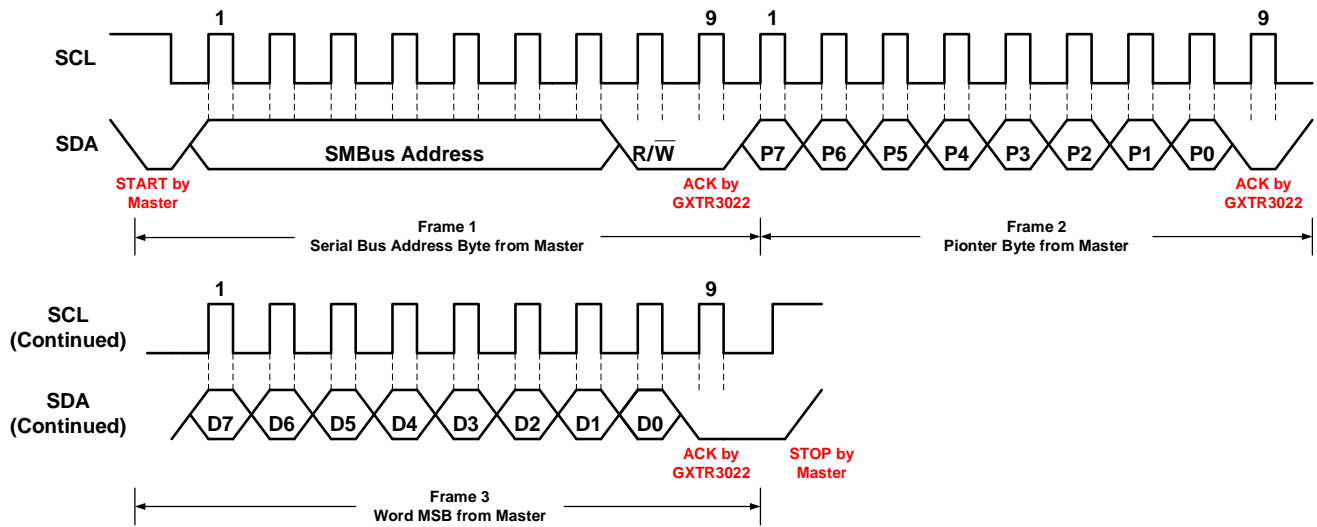 1 9 1 9
SCL
SDA
SMBus Address R/W̅ P7 P6 P5 P4 P3 P2 P1 P0
START by
Master
ACK by
GXTR3022
ACK by
GXTR3022
Frame 1
Serial Bus Address Byte from Master
Frame 2
Pionter Byte from Master
1 9
SCL
(Continued)
SDA
(Continued)
D7 D6 D5 D4 D3 D2 D1 D0
ACK by
GXTR3022
STOP by
Master
Frame 3
Word MSB from Master